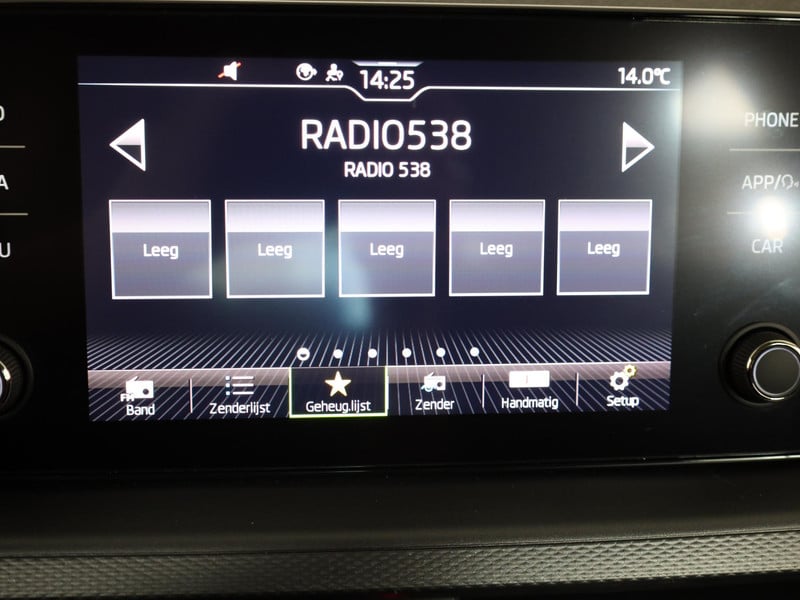 14:25
14.0°C
RADIO538
RADIO 538
Leeg Leeg Leeg Leeg Leeg
FM
Band Zenderlijst Geheug.lijst Zender Handmatig Setup
PHONE
APP/
CAR